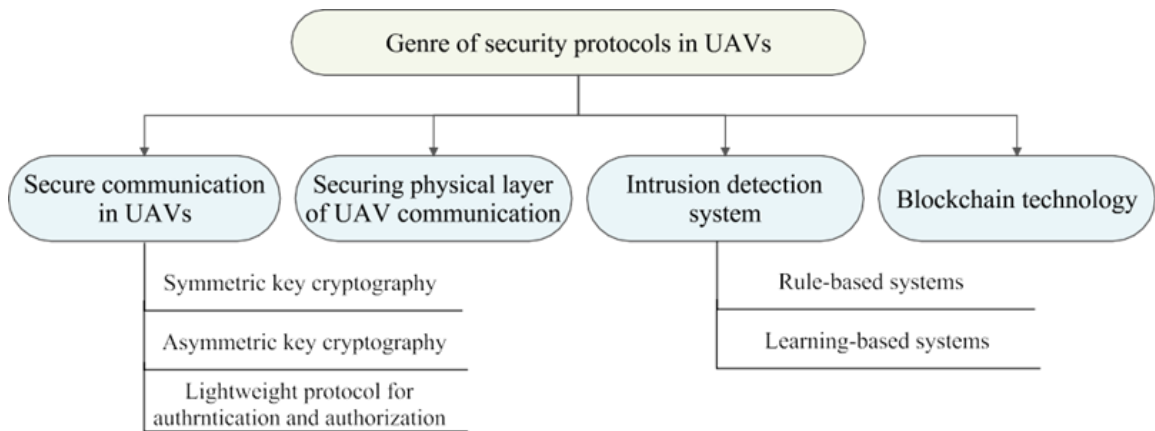 Genre of security protocols in UAVs
Secure communication
in UAVs
Securing physical layer
of UAV communication
Intrusion detection
system
Blockchain technology
Symmetric key cryptography
Asymmetric key cryptography
Lightweight protocol for
authrntication and authorization
Rule-based systems
Learning-based systems